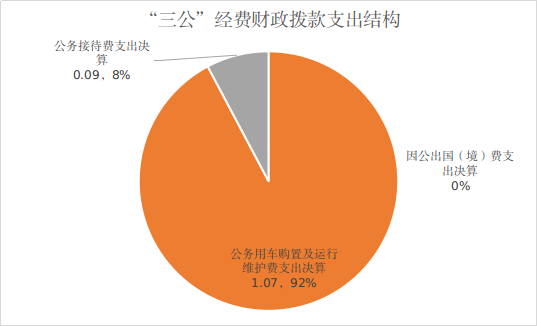 “三公”经费财政拨款支出结构
公务接待费支出决
算
0.09，8%
因公出国（境）费支
出决算
0%
公务用车购置及运行
维护费支出决算
1.07，92%